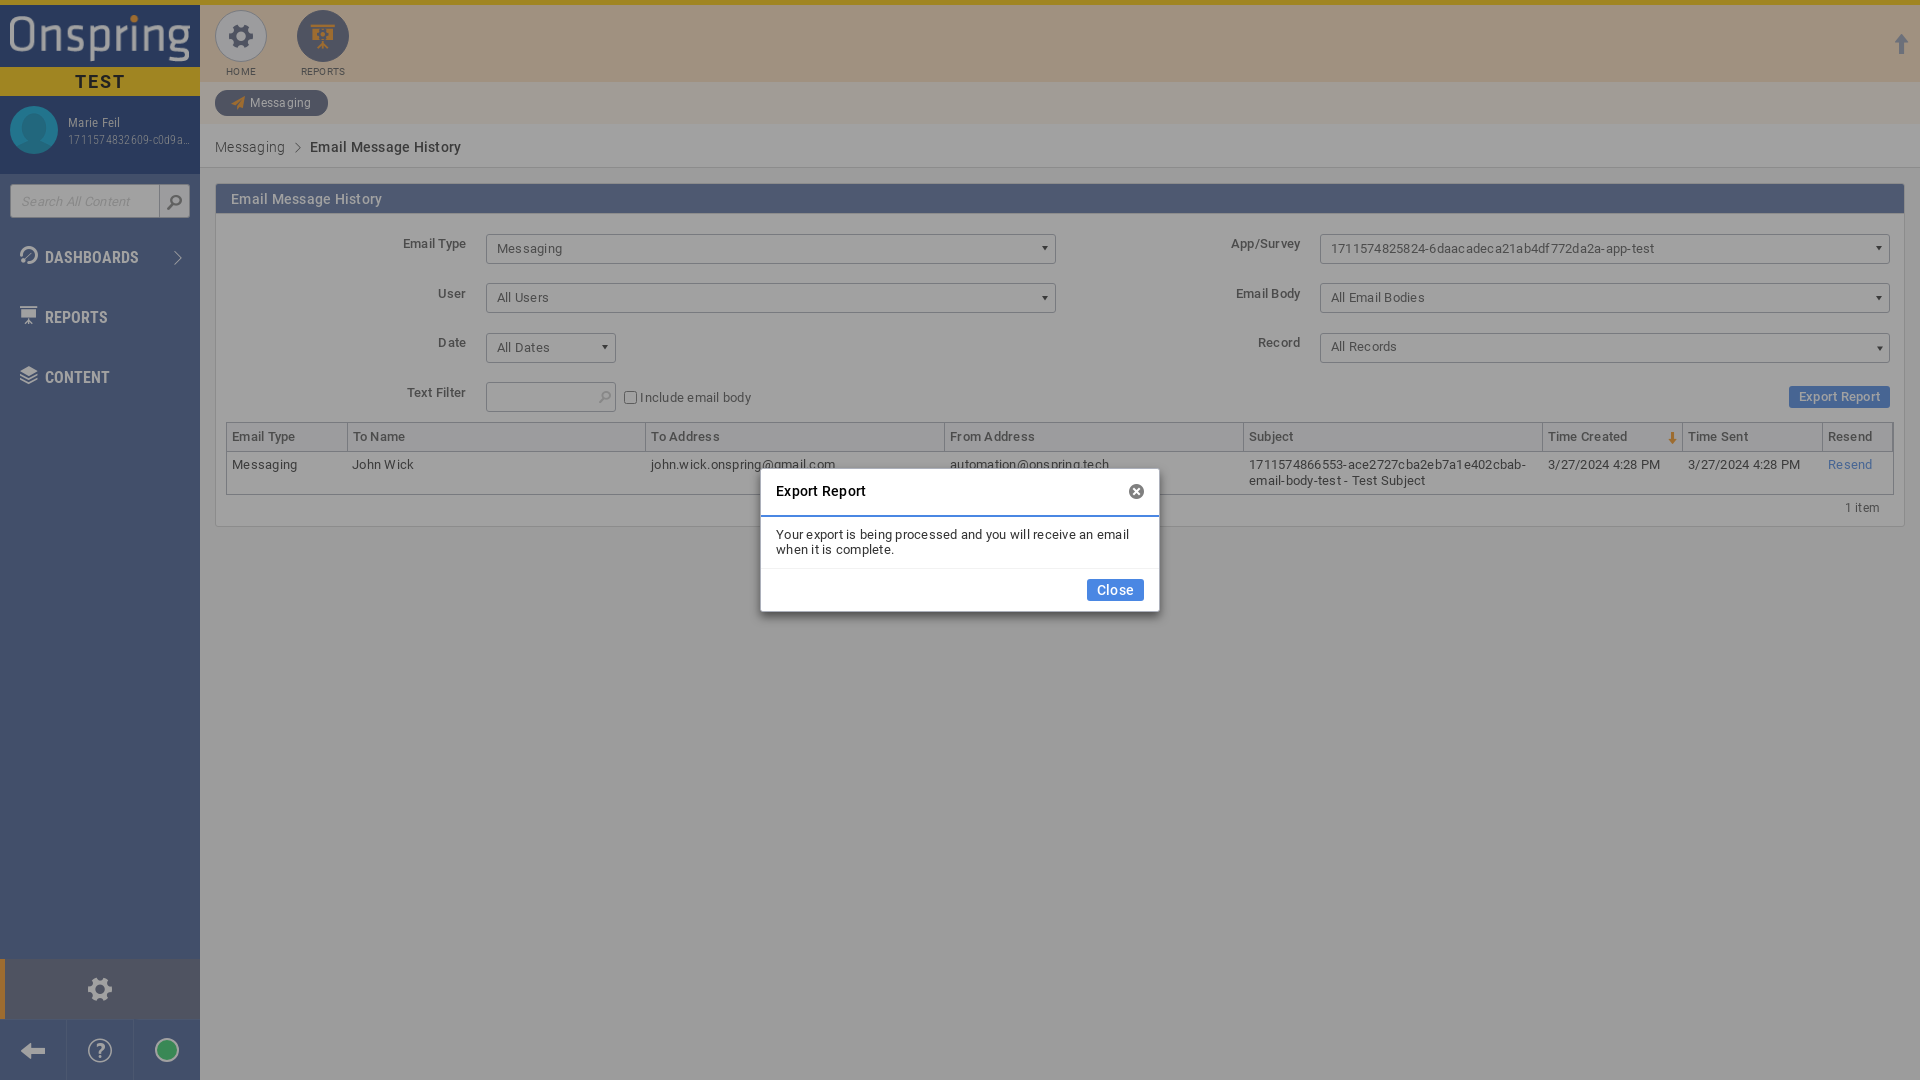 Onspring
TEST
Marie Feil
1711574832609-c0d9a...
Search All Content
DASHBOARDS
REPORTS
CONTENT
HOME
REPORTS
Messaging
Messaging > Email Message History
Email Message History
Email Type Messaging App/Survey 1711574825824-6daacadeca21ab4df772da2a-app-test
User All Users Email Body All Email Bodies
Date All Dates Record All Records
Text Filter Include email body Export Report
Email Type To Name To Address From Address Subject Time Created Time Sent Resend
Messaging John Wick john.wick.onspring@gmail.com automation@onspring.tech 1711574866553-ace2727cba2eb7a1e402cbab- 3/27/2024 4:28 PM 3/27/2024 4:28 PM Resend
email-body-test - Test Subject
1 item
Export Report
Your export is being processed and you will receive an email
when it is complete.
Close